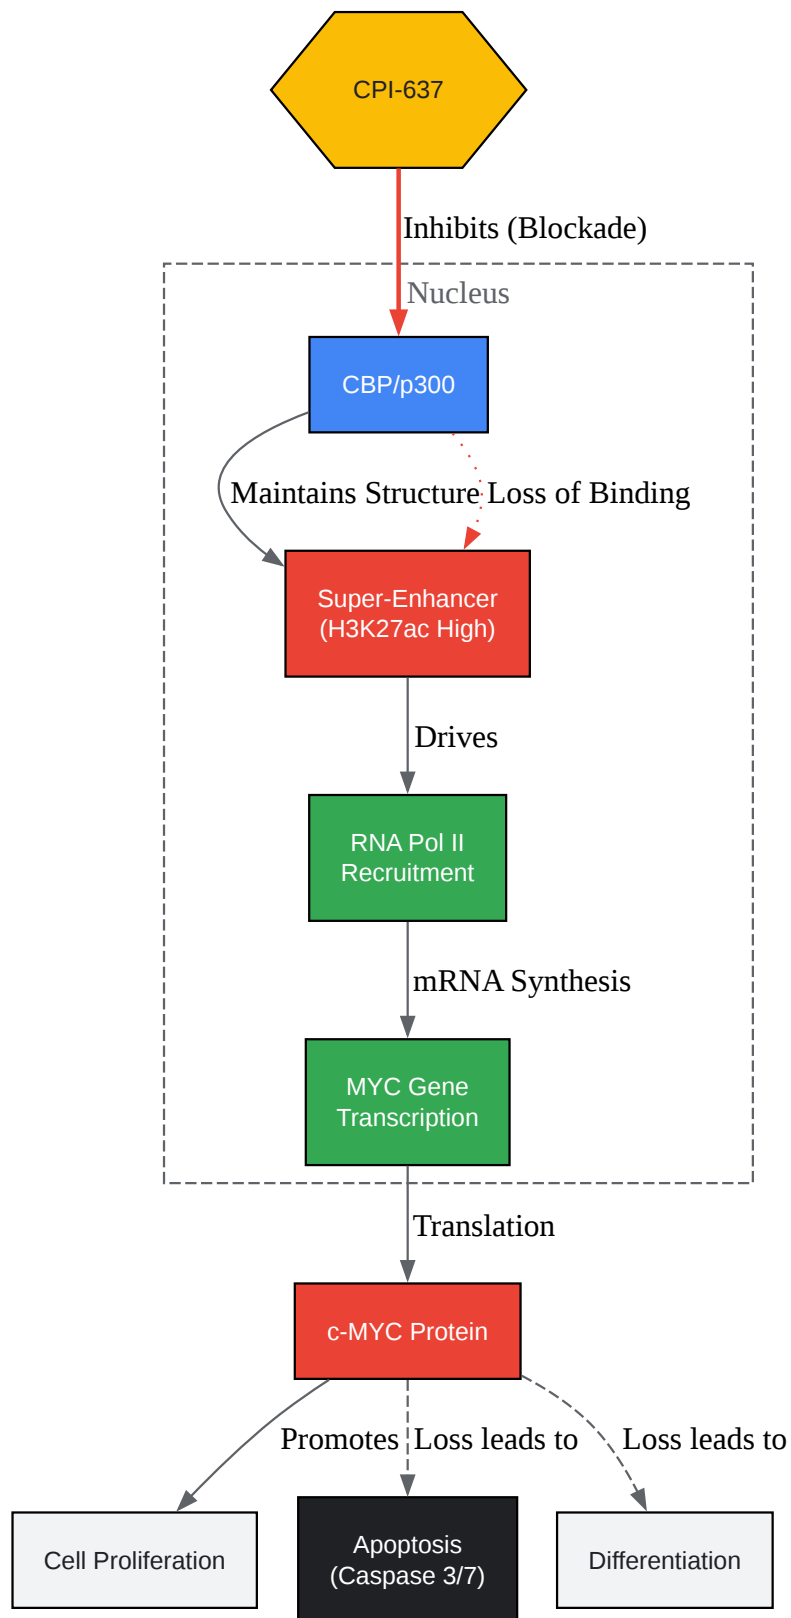 CPI-637
Inhibits (Blockade)
Nucleus
CBP/p300
Maintains Structure
Loss of Binding
Super-Enhancer
(H3K27ac High)
Drives
RNA Pol II
Recruitment
mRNA Synthesis
MYC Gene
Transcription
Translation
c-MYC Protein
Promotes
Loss leads to
Loss leads to
Cell Proliferation
Apoptosis
(Caspase 3/7)
Differentiation